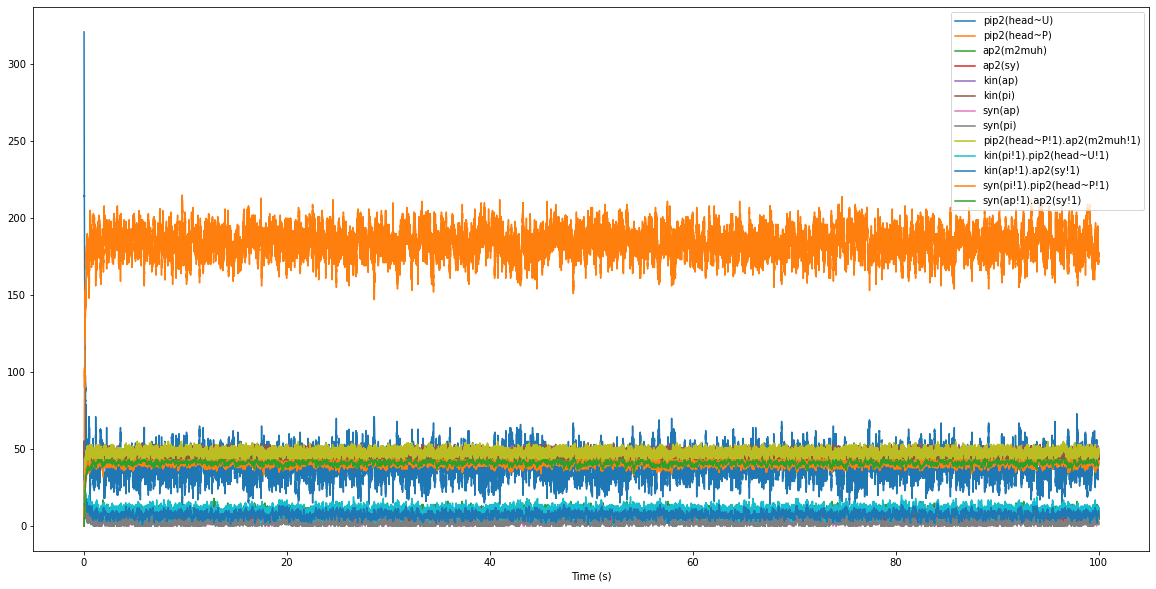 pip2(head~U)
pip2(head~P)
ap2(m2muh)
ap2(sy)
kin(ap)
kin(pi)
syn(ap)
syn(pi)
pip2(head~P!1).ap2(m2muh!1)
kin(pi!1).pip2(head~U!1)
kin(ap!1).ap2(sy!1)
syn(pi!1).pip2(head~P!1)
syn(ap!1).ap2(sy!1)
300
250
200
150
100
50
0
0 20 40 60 80 100
Time (s)